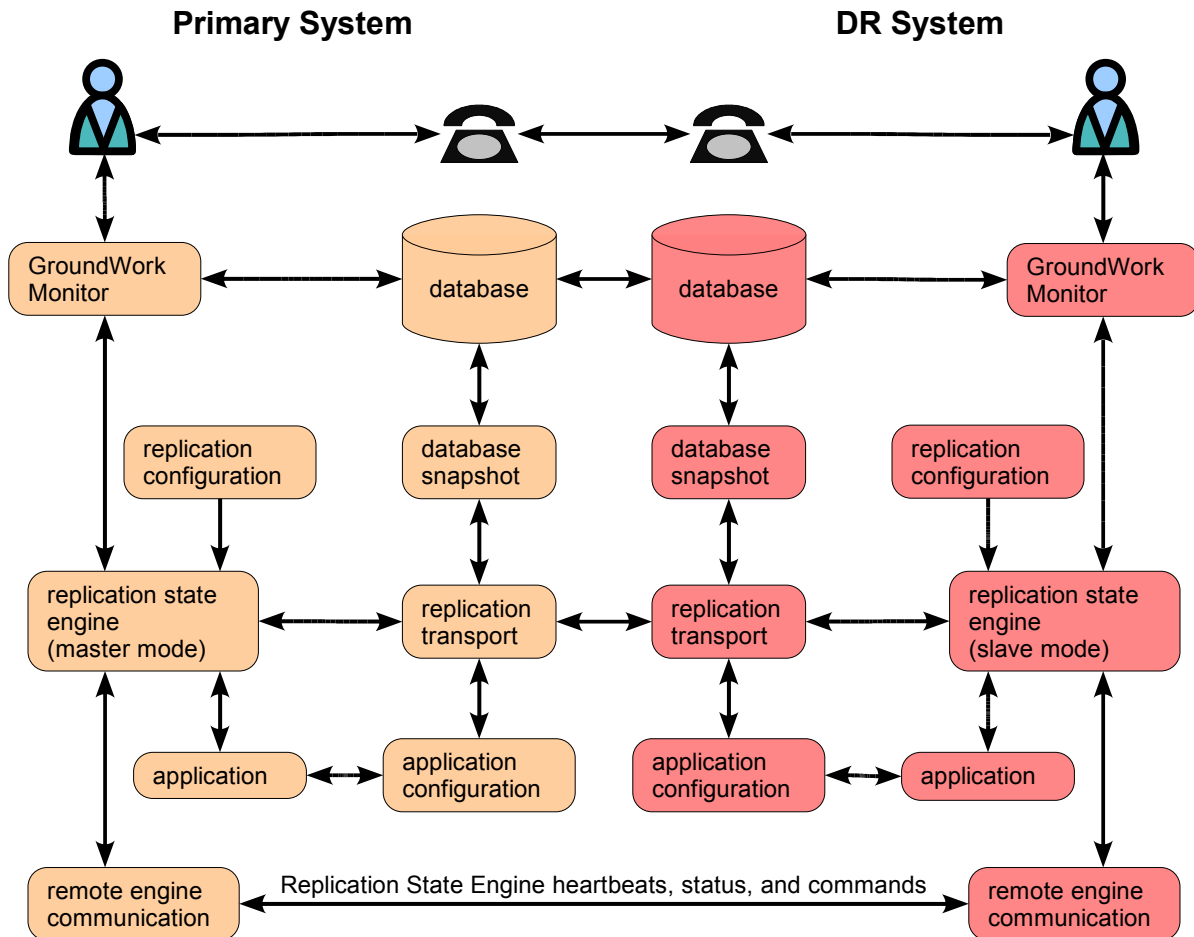 Primary System
DR System
GroundWork
Monitor
database
database
GroundWork
Monitor
replication
configuration
database
snapshot
database
snapshot
replication
configuration
replication state
engine
(master mode)
replication
transport
replication
transport
replication state
engine
(slave mode)
application
application
configuration
application
configuration
application
remote engine
communication
Replication State Engine heartbeats, status, and commands
remote engine
communication